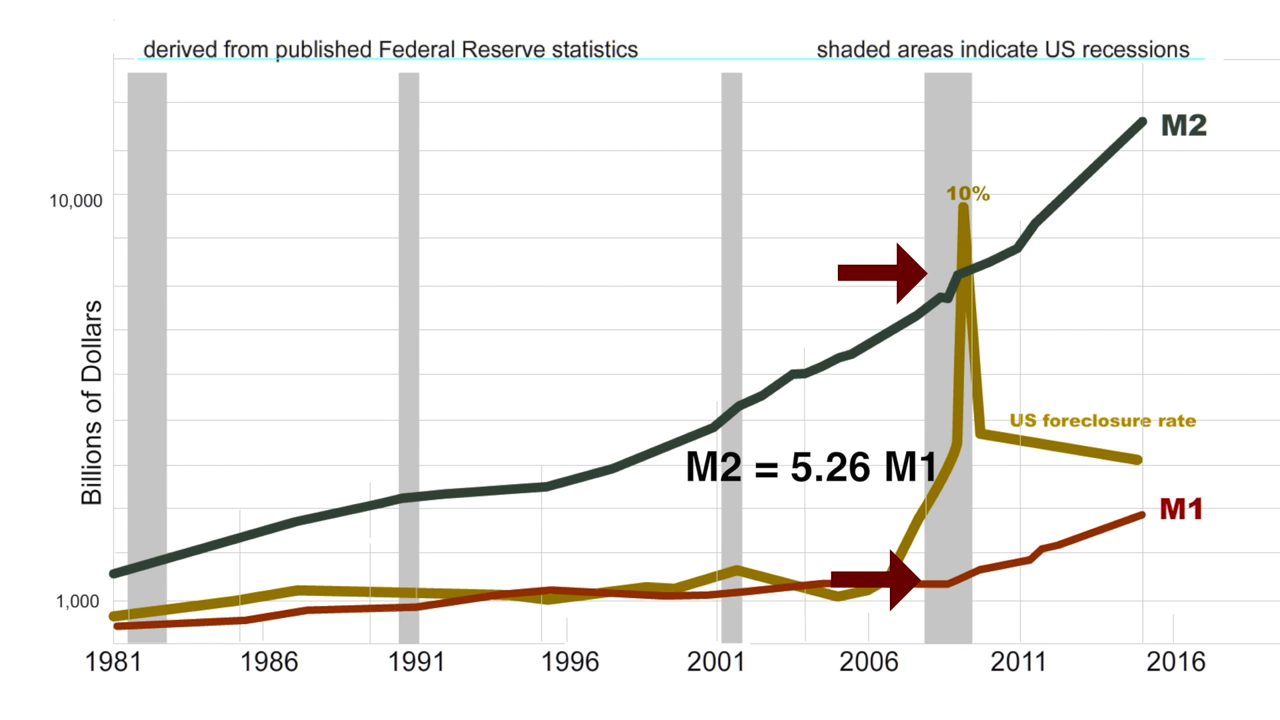 derived from published Federal Reserve statistics
shaded areas indicate US recessions
M2
10%
10,000
Billions of Dollars
US foreclosure rate
M2 = 5.26 M1
M1
1,000
1981 1986 1991 1996 2001 2006 2011 2016